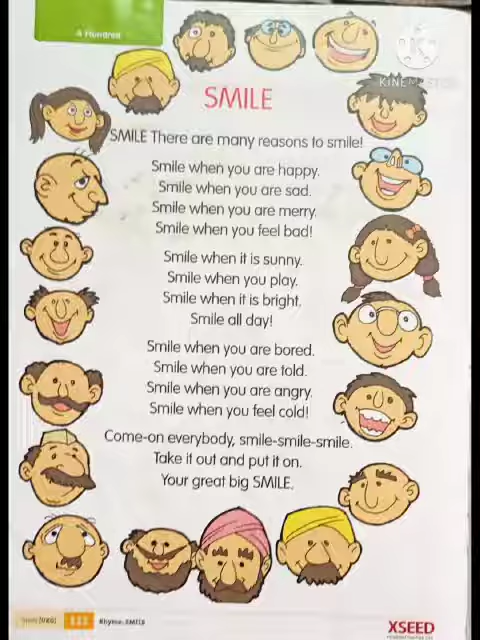 A Hundred
KINEMASTER
SMILE
SMILE There are many reasons to smile!
Smile when you are happy.
Smile when you are sad.
Smile when you are merry.
Smile when you feel bad!
Smile when it is sunny.
Smile when you play.
Smile when it is bright.
Smile all day!
Smile when you are bored.
Smile when you are told.
Smile when you are angry.
Smile when you feel cold!
Come-on everybody, smile-smile-smile.
Take it out and put it on.
Your great big SMILE.
Rhyme: SMILE
XSEED